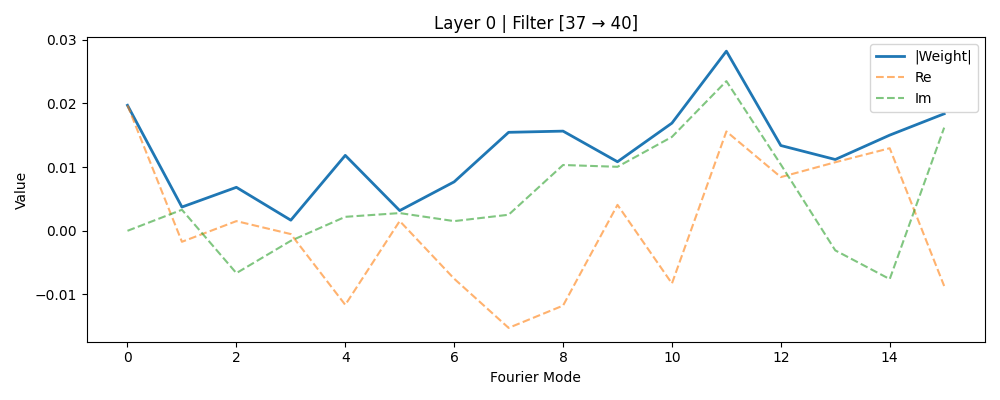 Layer 0 | Filter [37 → 40]
0.03
0.02
0.01
0.00
−0.01
Value
|Weight|
Re
Im
0 2 4 6 8 10 12 14
Fourier Mode